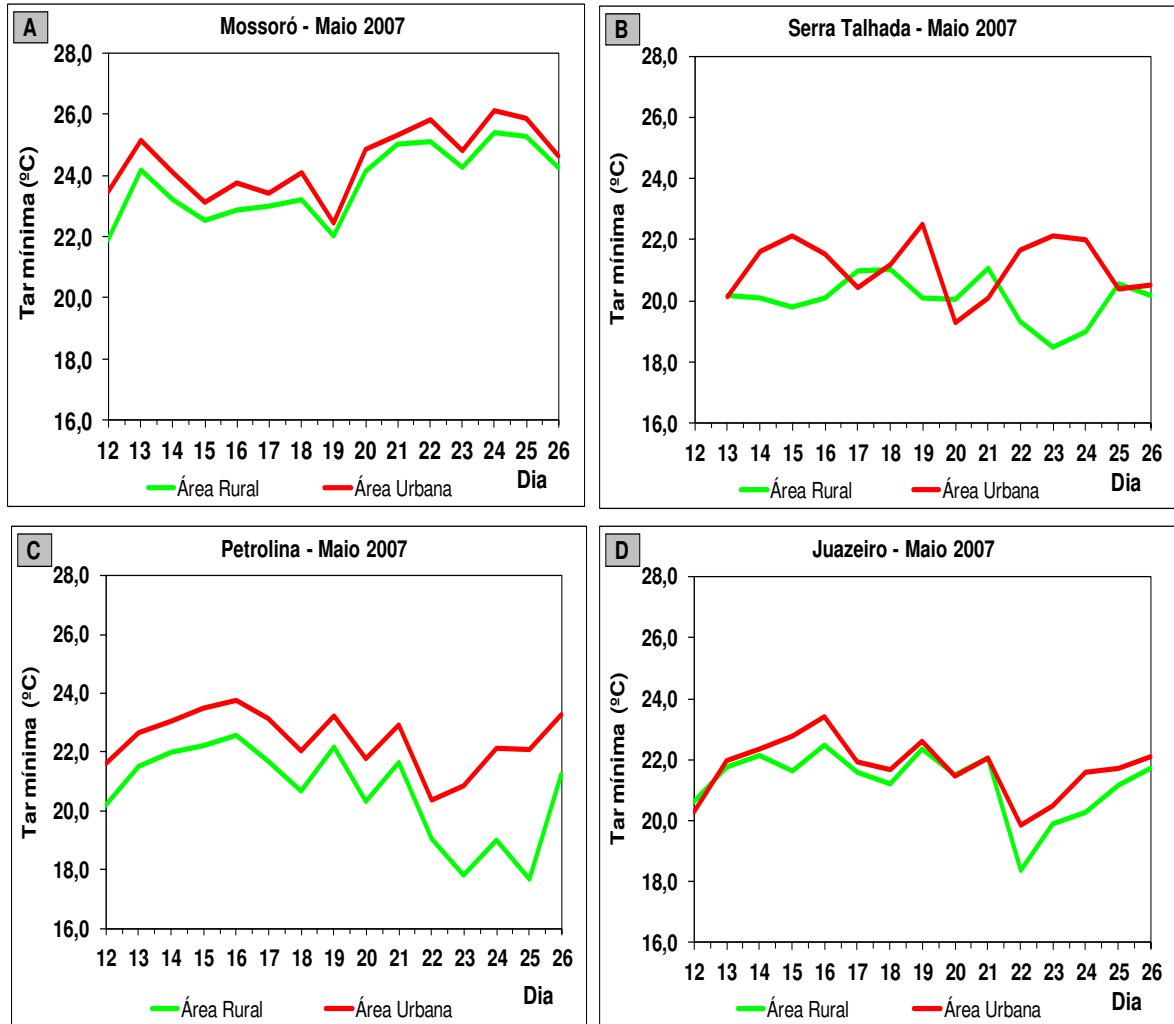 A
Mossoró - Maio 2007
Tar mínima (ºC)
28,0
26,0
24,0
22,0
20,0
18,0
16,0
12 13 14 15 16 17 18 19 20 21 22 23 24 25 26
Dia
Área Rural Área Urbana
B
Serra Talhada - Maio 2007
Tar mínima (ºC)
28,0
26,0
24,0
22,0
20,0
18,0
16,0
12 13 14 15 16 17 18 19 20 21 22 23 24 25 26
Dia
Área Rural Área Urbana
C
Petrolina - Maio 2007
Tar mínima (ºC)
28,0
26,0
24,0
22,0
20,0
18,0
16,0
12 13 14 15 16 17 18 19 20 21 22 23 24 25 26
Dia
Área Rural Área Urbana
D
Juazeiro - Maio 2007
Tar mínima (ºC)
28,0
26,0
24,0
22,0
20,0
18,0
16,0
12 13 14 15 16 17 18 19 20 21 22 23 24 25 26
Dia
Área Rural Área Urbana